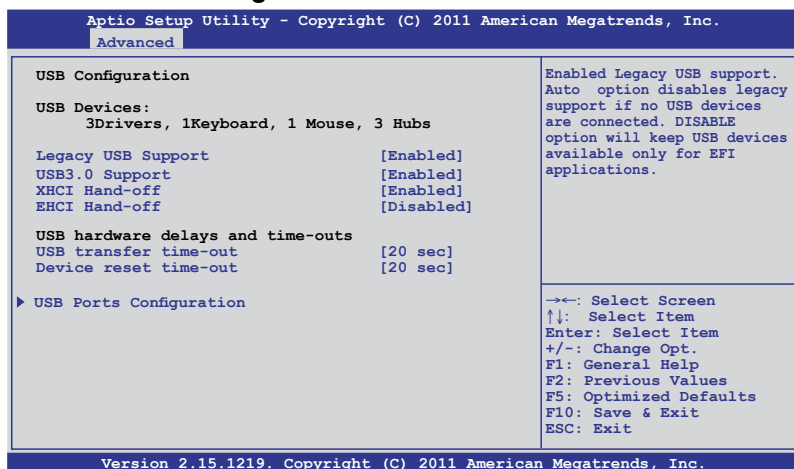 Aptio Setup Utility - Copyright (C) 2011 American Megatrends, Inc.
Advanced
USB Configuration
USB Devices:
3Drivers, 1Keyboard, 1 Mouse, 3 Hubs
Legacy USB Support [Enabled]
USB3.0 Support [Enabled]
XHCI Hand-off [Enabled]
EHCI Hand-off [Disabled]
USB hardware delays and time-outs
USB transfer time-out [20 sec]
Device reset time-out [20 sec]
USB Ports Configuration
Enabled Legacy USB support.
Auto option disables legacy
support if no USB devices
are connected. DISABLE
option will keep USB devices
available only for EFI
applications.
→←: Select Screen
↑↓: Select Item
Enter: Select Item
+/-: Change Opt.
F1: General Help
F2: Previous Values
F5: Optimized Defaults
F10: Save & Exit
ESC: Exit
Version 2.15.1219. Copyright (C) 2011 American Megatrends, Inc.